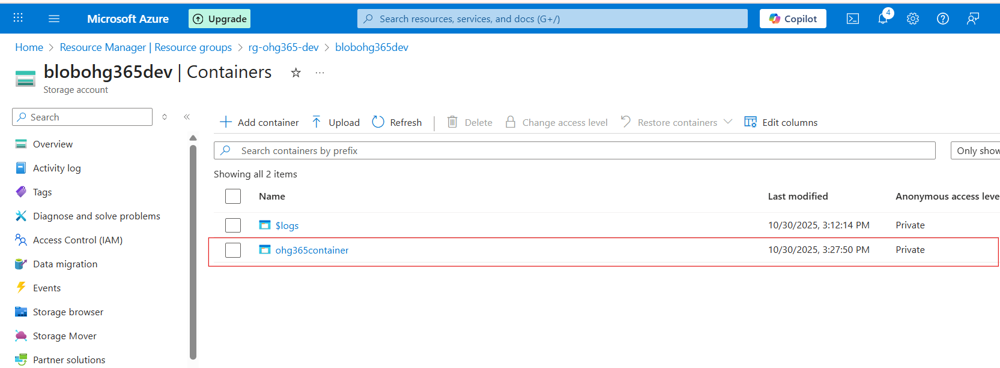 Microsoft Azure
Upgrade
Search resources, services, and docs (G+/)
Copilot
4
Home > Resource Manager | Resource groups > rg-ohg365-dev > blobohg365dev
blobohg365dev | Containers
Storage account
Search
Overview
Activity log
Tags
Diagnose and solve problems
Access Control (IAM)
Data migration
Events
Storage browser
Storage Mover
Partner solutions
Add container Upload Refresh Delete Change access level Restore containers Edit columns
Search containers by prefix
Only show
Showing all 2 items
Name Last modified Anonymous access leve
$logs 10/30/2025, 3:12:14 PM Private
ohg365container 10/30/2025, 3:27:50 PM Private